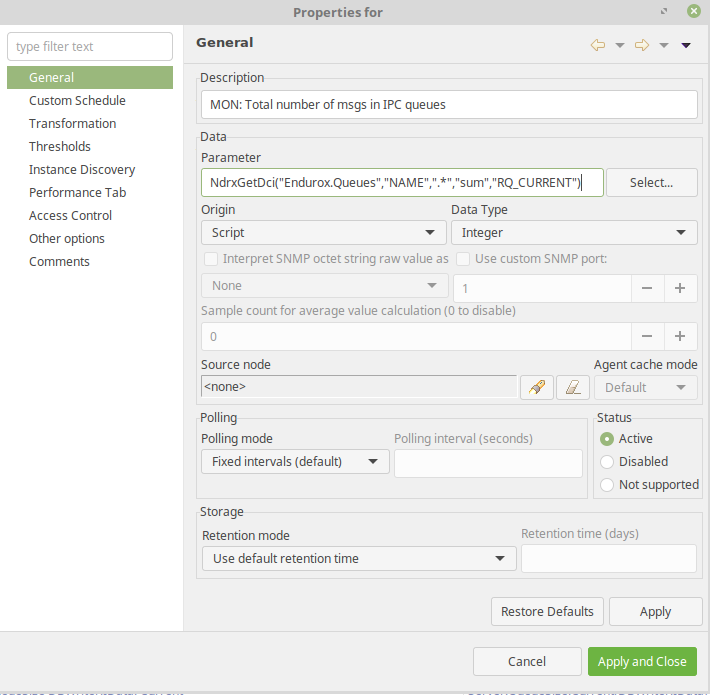 Properties for
type filter text
General
Custom Schedule
Transformation
Thresholds
Instance Discovery
Performance Tab
Access Control
Other options
Comments
General
Description
MON: Total number of msgs in IPC queues
Data
Parameter
NdrxGetDci("Endurox.Queues","NAME",".*","sum","RQ_CURRENT")
Select...
Origin
Data Type
Script
Integer
Interpret SNMP octet string raw value as
Use custom SNMP port:
None
1
Sample count for average value calculation (0 to disable)
0
Source node
Agent cache mode
<none>
Default
Polling
Status
Polling mode
Polling interval (seconds)
Active
Fixed intervals (default)
Disabled
Not supported
Storage
Retention mode
Retention time (days)
Use default retention time
Restore Defaults
Apply
Cancel
Apply and Close